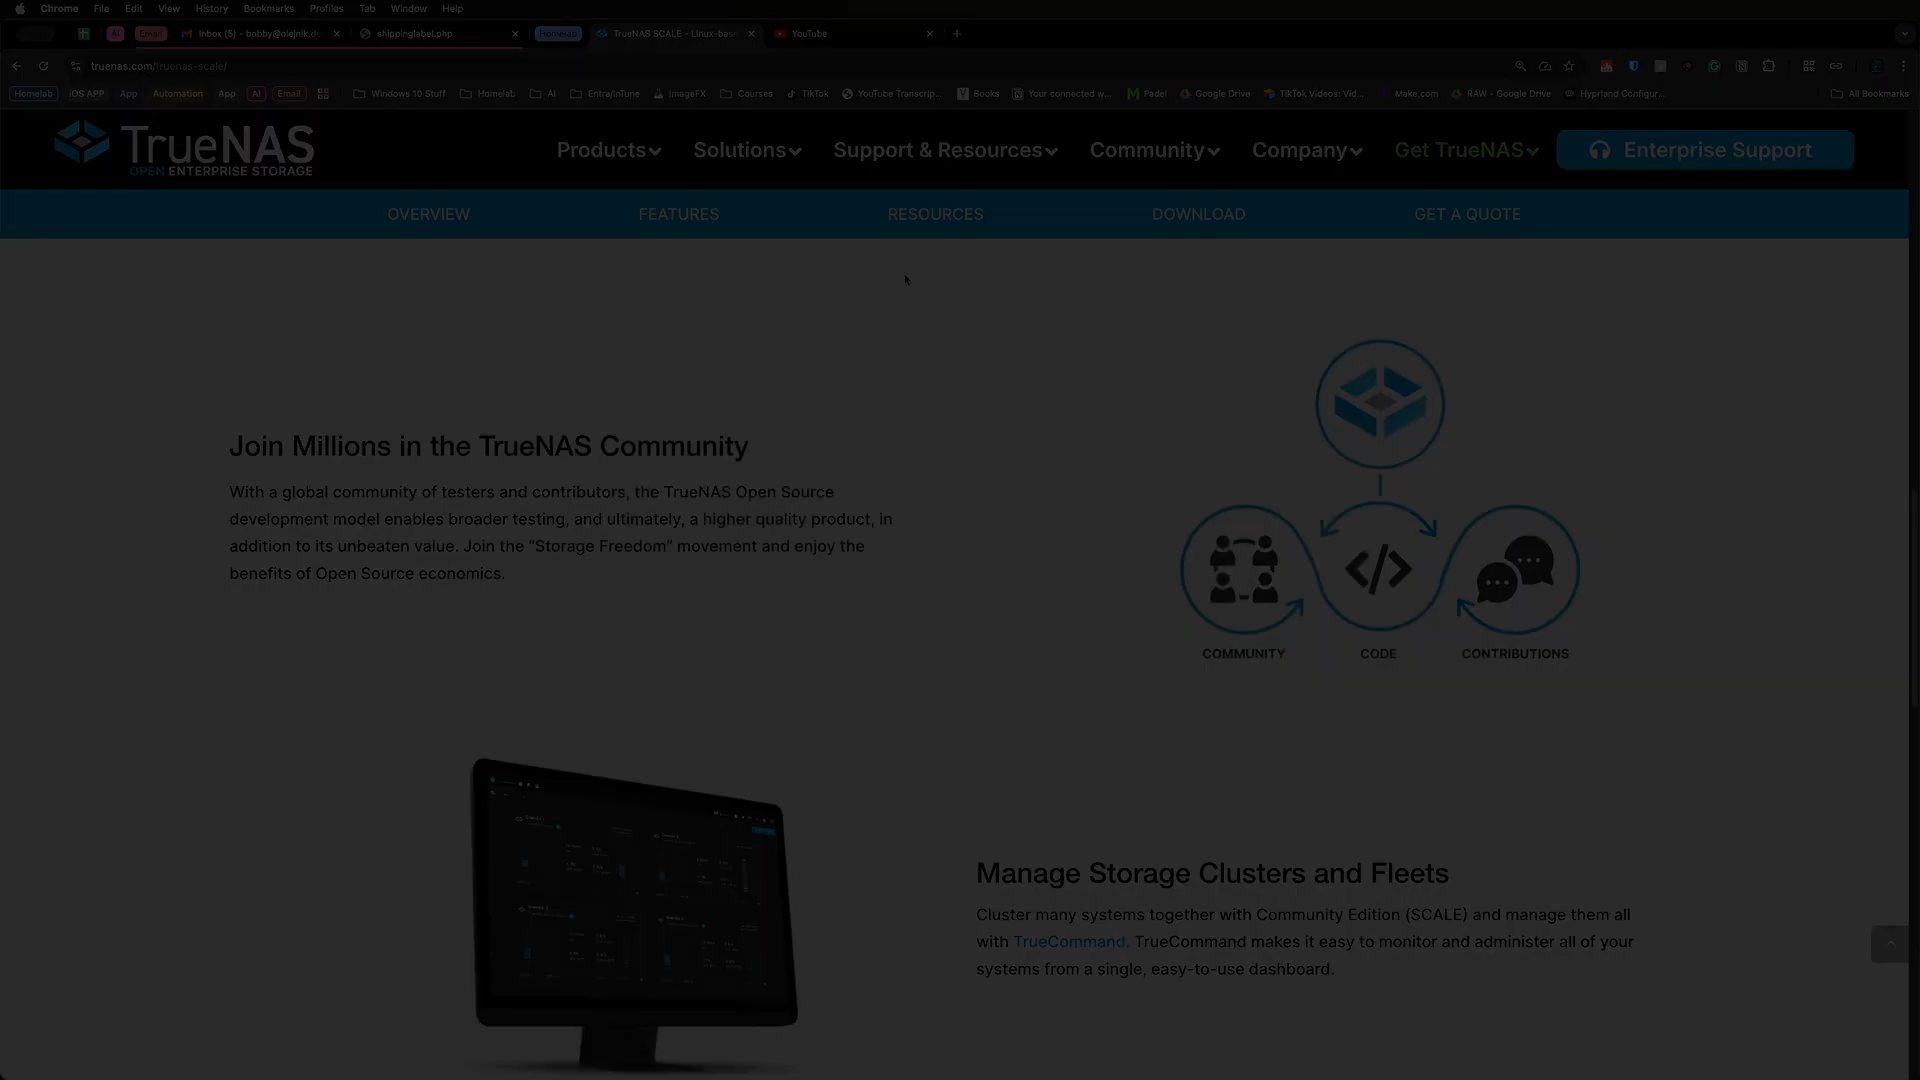 Chrome File Edit View History Bookmarks Profiles Tab Window Help
AI Email Inbox (5) - bobby@olejnik.de shippinglabel.php Homelab TrueNAS SCALE - Linux-bas YouTube
truenas.com/truenas-scale/
Homelab iOS APP App Automation App AI Email Windows 10 Stuff Homelab AI Entra/InTune ImageFX Courses TikTok YouTube Transcrip... Books Your connected w... Padel Google Drive TikTok Videos: Vid... Make.com RAW - Google Drive Hyprland Configur... All Bookmarks
TrueNAS
OPEN ENTERPRISE STORAGE
Products Solutions Support & Resources Community Company Get TrueNAS Enterprise Support
OVERVIEW FEATURES RESOURCES DOWNLOAD GET A QUOTE
Join Millions in the TrueNAS Community
With a global community of testers and contributors, the TrueNAS Open Source
development model enables broader testing, and ultimately, a higher quality product, in
addition to its unbeaten value. Join the “Storage Freedom” movement and enjoy the
benefits of Open Source economics.
COMMUNITY CODE CONTRIBUTIONS
Manage Storage Clusters and Fleets
Cluster many systems together with Community Edition (SCALE) and manage them all
with TrueCommand. TrueCommand makes it easy to monitor and administer all of your
systems from a single, easy-to-use dashboard.